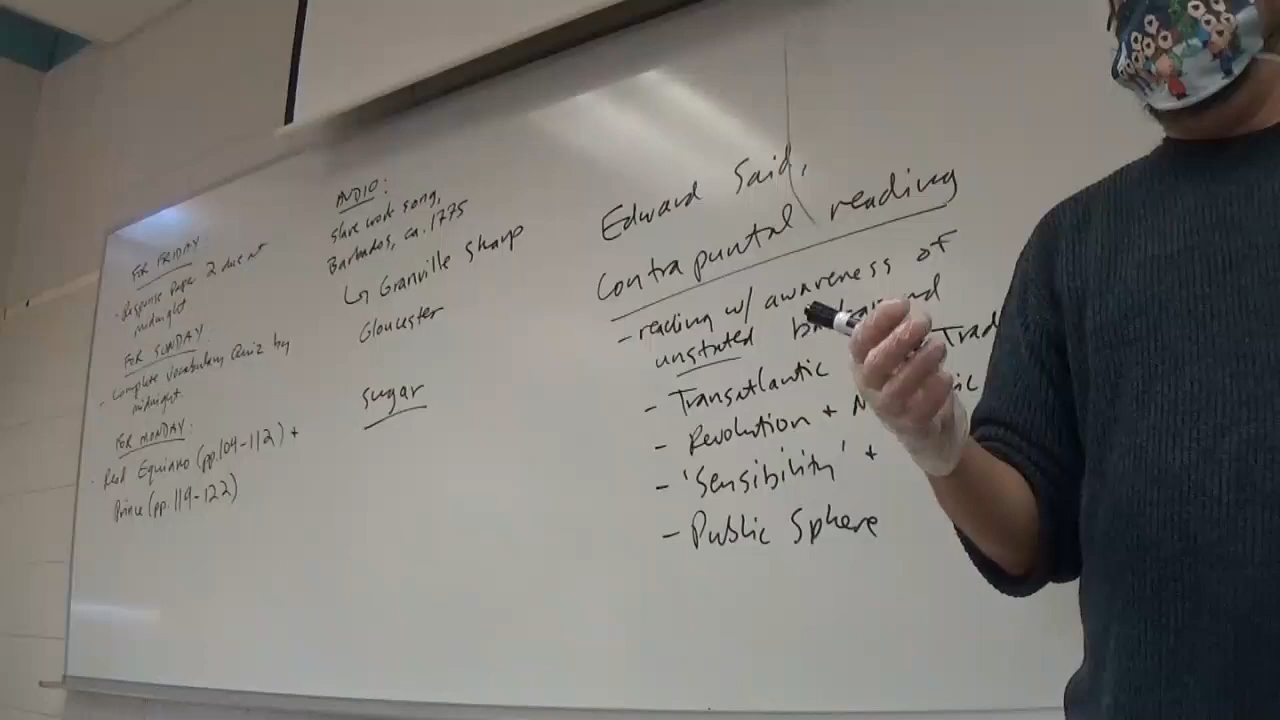 FOR FRIDAY
- Response Paper 2 due at
midnight
FOR SUNDAY:
- Complete Vocabulary Quiz by
midnight.
FOR MONDAY:
- Read Equiano (pp. 104-112) +
Prince (pp. 119-122)
AUDIO:
slave work song,
Barbados, ca. 1775
↳ Granville Sharp
Gloucester
sugar
Edward Said,
Contrapuntal reading
- reading w/ awareness of
unstated
- Transatlantic Trad
- Revolution +
- 'Sensibility' +
- Public Sphere